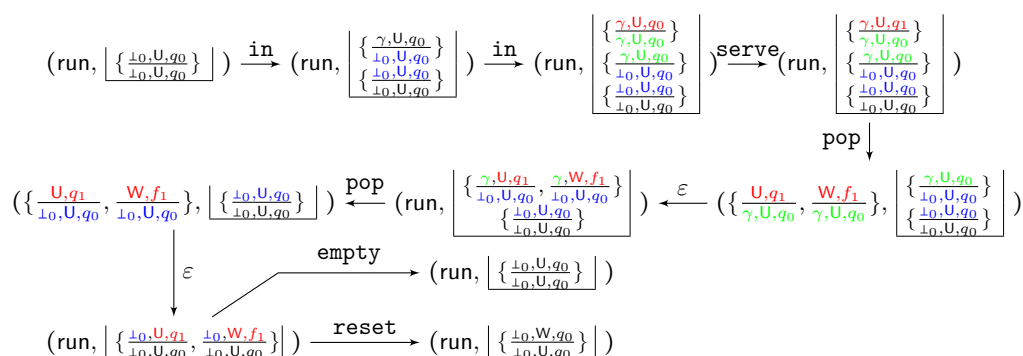 (run, ⌊{⊥₀,U,q₀ / ⊥₀,U,q₀}⌋) in (run, ⌊{γ,U,q₀ / ⊥₀,U,q₀} {⊥₀,U,q₀ / ⊥₀,U,q₀}⌋) in (run, ⌊{γ,U,q₀ / γ,U,q₀} {γ,U,q₀ / ⊥₀,U,q₀} {⊥₀,U,q₀ / ⊥₀,U,q₀}⌋) serve (run, ⌊{γ,U,q₁ / γ,U,q₀} {γ,U,q₀ / ⊥₀,U,q₀} {⊥₀,U,q₀ / ⊥₀,U,q₀}⌋)
pop
({U,q₁ / ⊥₀,U,q₀, W,f₁ / ⊥₀,U,q₀}, ⌊{⊥₀,U,q₀ / ⊥₀,U,q₀}⌋) pop (run, ⌊{γ,U,q₁ / ⊥₀,U,q₀, γ,W,f₁ / ⊥₀,U,q₀} {⊥₀,U,q₀ / ⊥₀,U,q₀}⌋) ε ({U,q₁ / γ,U,q₀, W,f₁ / γ,U,q₀}, ⌊{γ,U,q₀ / ⊥₀,U,q₀} {⊥₀,U,q₀ / ⊥₀,U,q₀}⌋)
ε empty (run, ⌊{⊥₀,U,q₀ / ⊥₀,U,q₀}⌋)
(run, ⌊{⊥₀,U,q₁ / ⊥₀,U,q₀, ⊥₀,W,f₁ / ⊥₀,U,q₀}⌋) reset (run, ⌊{⊥₀,W,q₀ / ⊥₀,U,q₀}⌋)